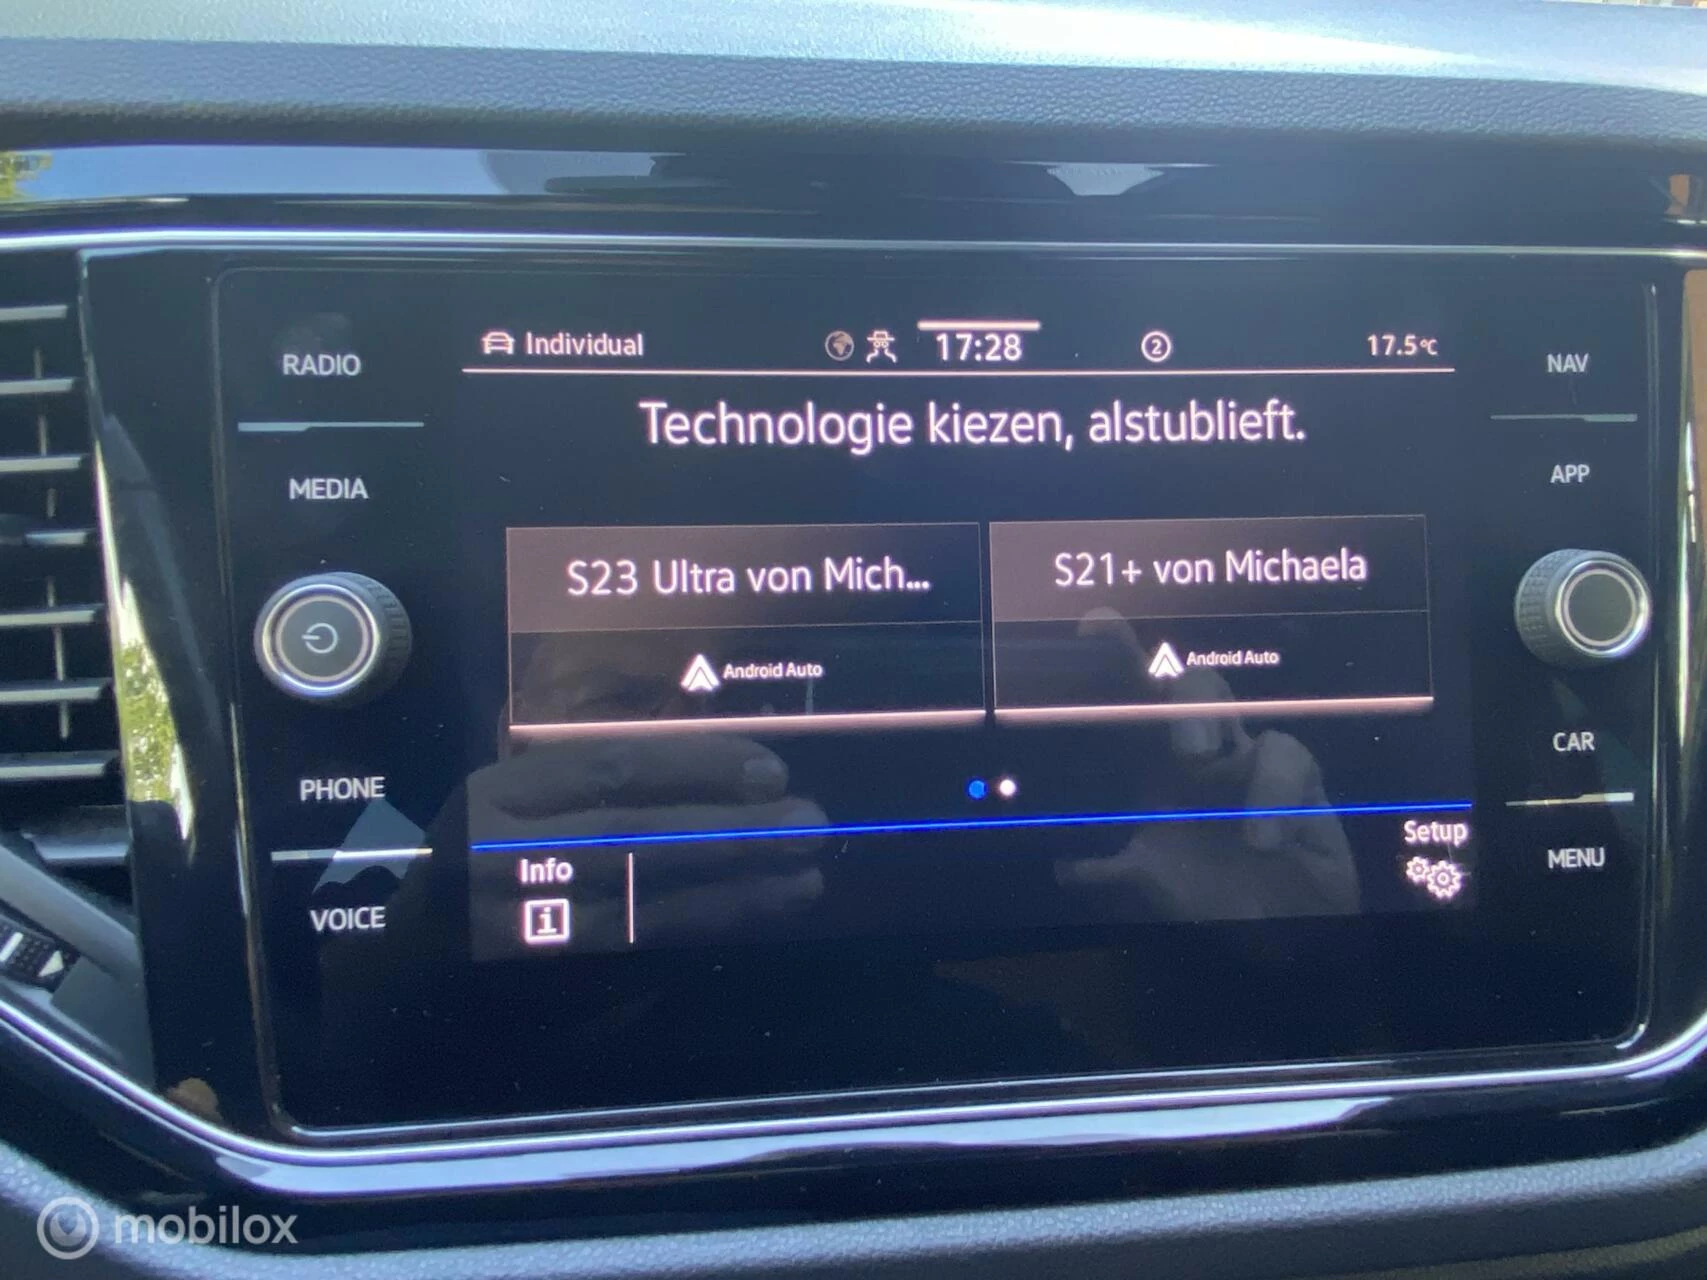 RADIO
MEDIA
PHONE
VOICE
Individual
17:28
2
17.5°C
Technologie kiezen, alstublieft.
S23 Ultra von Mich...
Android Auto
S21+ von Michaela
Android Auto
Info
i
Setup
NAV
APP
CAR
MENU
mobilox